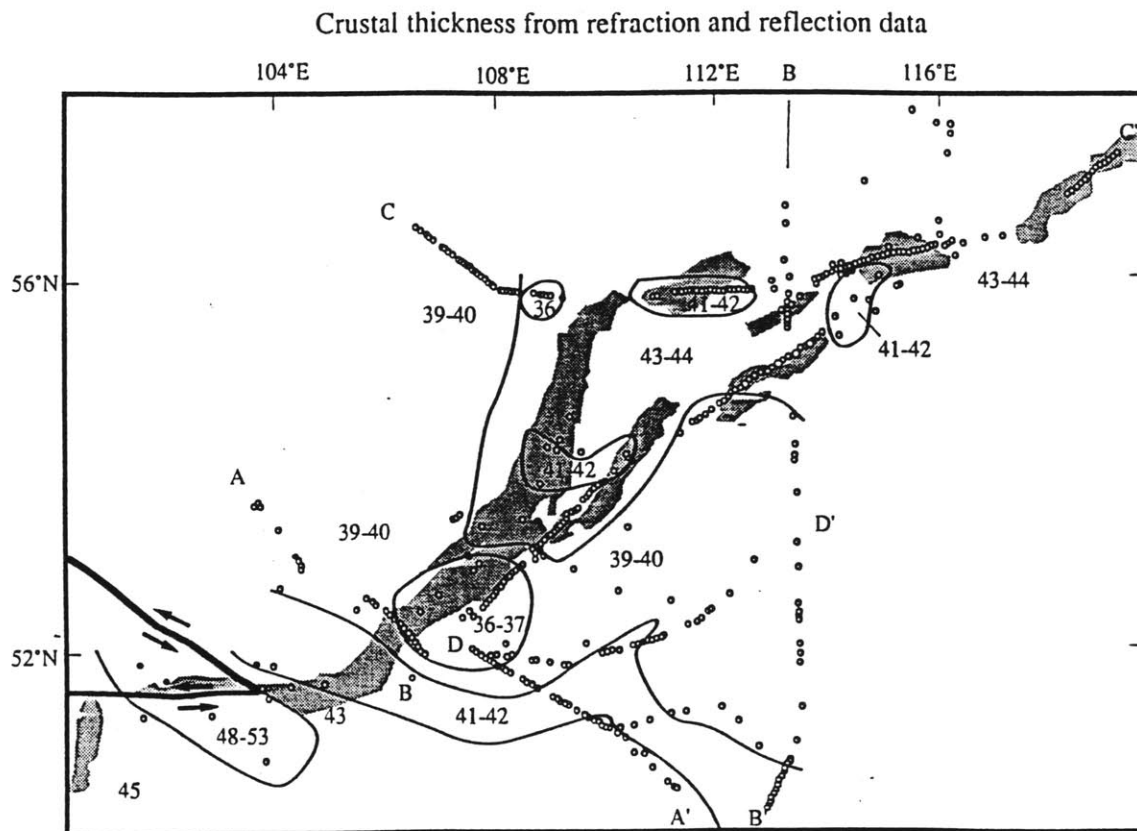 Crustal thickness from refraction and reflection data
104°E 108°E 112°E B 116°E
C'
C
56°N
36
41-42
43-44
39-40
43-44
41-42
A
41-42
D'
39-40
39-40
36-37
D
52°N
B
43
41-42
48-53
45
A'
B'